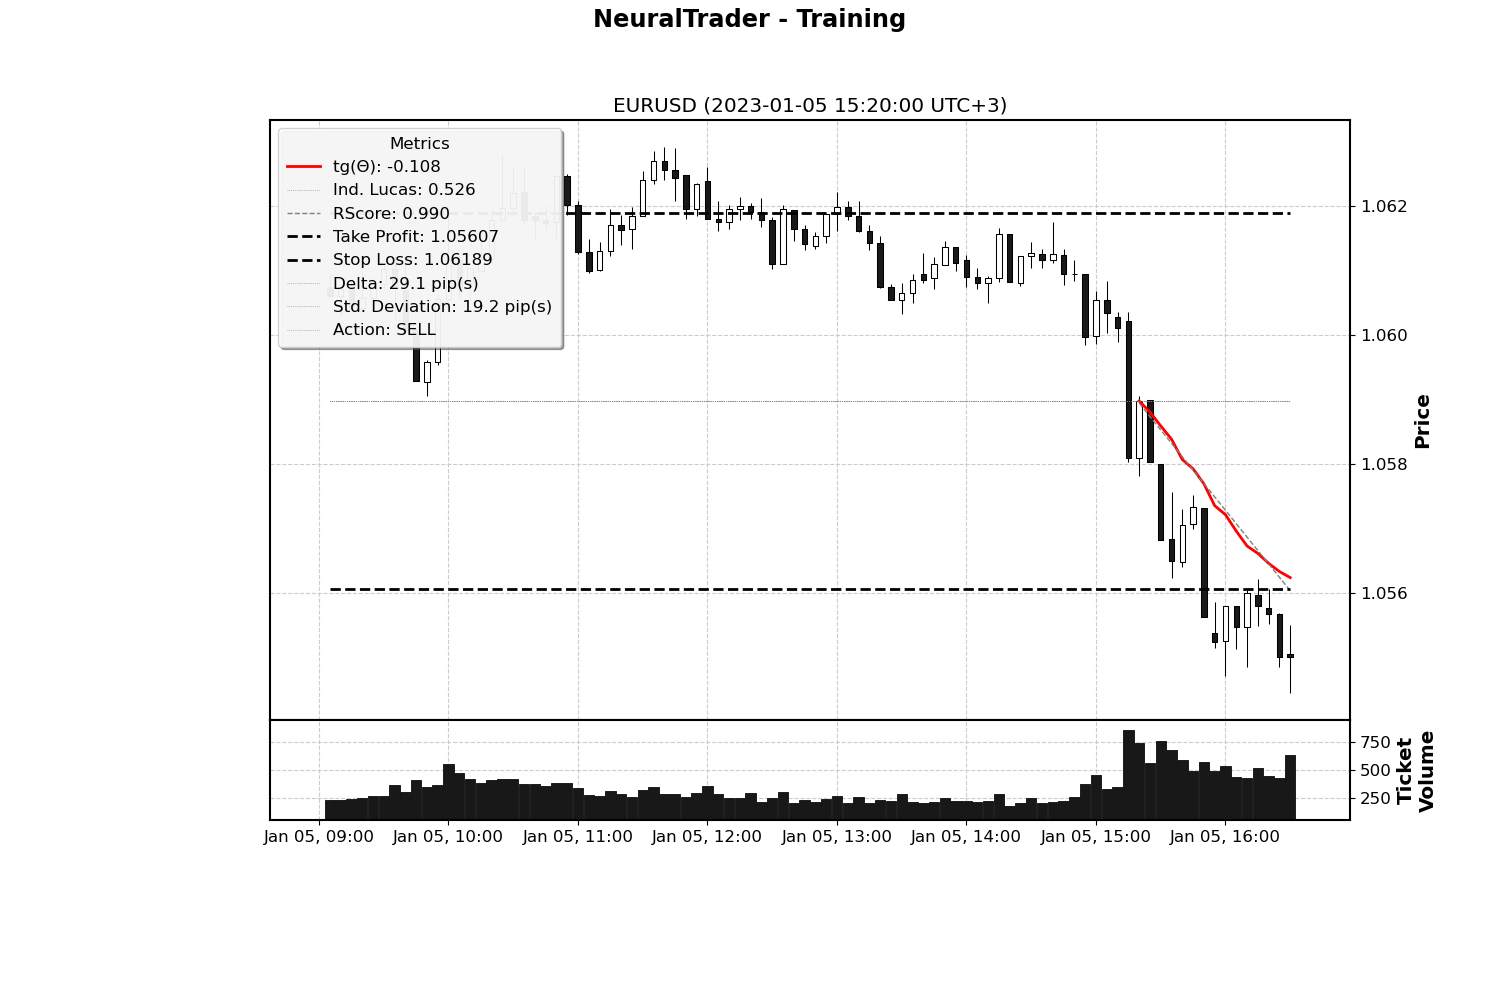 NeuralTrader - Training
EURUSD (2023-01-05 15:20:00 UTC+3)
Metrics
tg(Θ): -0.108
Ind. Lucas: 0.526
RScore: 0.990
Take Profit: 1.05607
Stop Loss: 1.06189
Delta: 29.1 pip(s)
Std. Deviation: 19.2 pip(s)
Action: SELL
1.062
1.060
1.058
1.056
Price
750
500
250
Ticket
Volume
Jan 05, 09:00
Jan 05, 10:00
Jan 05, 11:00
Jan 05, 12:00
Jan 05, 13:00
Jan 05, 14:00
Jan 05, 15:00
Jan 05, 16:00